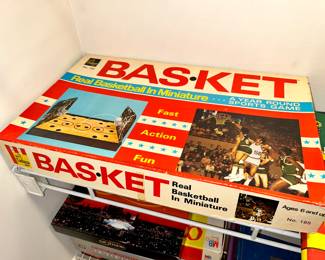 BAS•KET
Real Basketball In Miniature . . . A YEAR ROUND
SPORTS GAME
Fast
Action
Fun
BAS•KET
Real
Basketball
In Miniature
Ages 6 and
No. 165